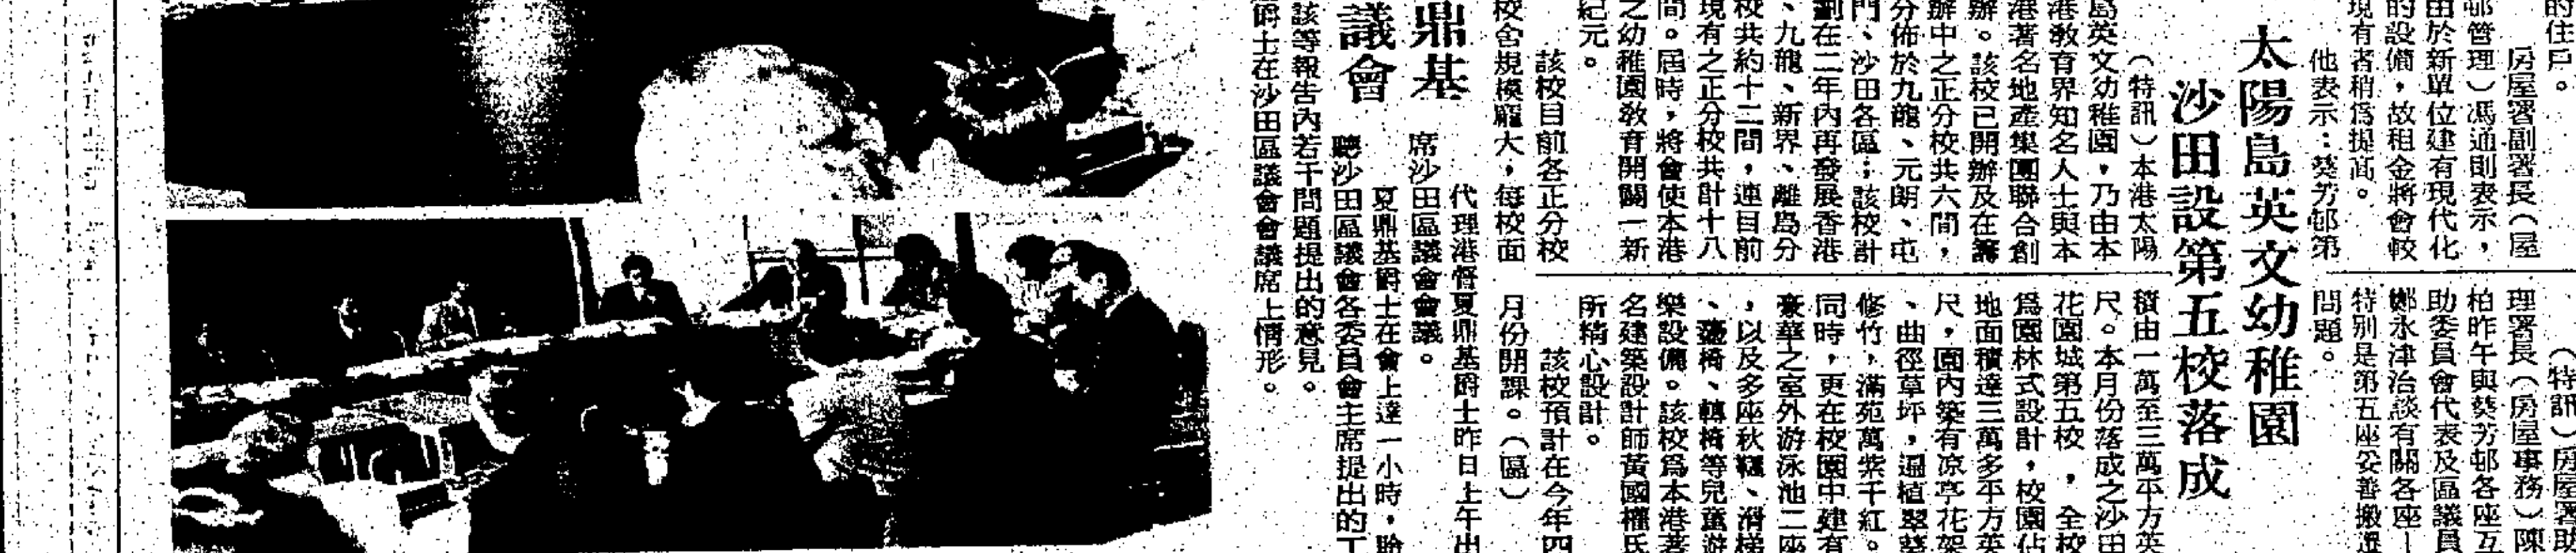 的住戶。
房屋署副署長（屋
邨管理）馮通則表示，
由於新單位建有現代化
的設備，故租金將會較
現有者稍爲提高。
他表示：葵芳邨第
（特訊）房屋署助
理署長（房屋事務）陳
柏昨午與葵芳邨各座互
助委員會代表及區議員
永津洽談有關各座—
特別是第五座妥善搬遷
問題。
太陽島英文幼稚園
沙田設第五校落成
（特訊）本港太陽
島英文幼稚園，乃由本
港敎育界知名人士與本
港著名地產集團聯合創
辦。該校已開辦及在籌
辦中之正分校共六間，
分佈於九龍、元朗、屯
門、沙田各區；該校計
劃在二年內再發展香港
、九龍、新界、離島分
校共約十二間，連目前
現有之正分校共計十八
間。屆時，將會使本港
之幼稚園敎育開闢一新
紀元。
該校目前各正分校
校舍規模龐大，每校面
積由一萬至三萬平方英
尺。本月份落成之沙田
花園城第五校，全校
爲園林式設計，校園佔
地面積達三萬多平方英
尺，園內築有凉亭花架
、曲徑草坪，遍植翠蔓
修竹，滿苑萬紫千紅。
同時，更在校園中建有
豪華之室外游泳池二座
，以及多座秋韆、滑梯
、椅、轉椅等兒童遊
樂設備。該校爲本港著
名建築設計師黃國權氏
所精心設計。
該校預計在今年四
月份開課。（區）
鼎基
議會
代理港督夏鼎基爵士昨日上午出
席沙田區議會會議。
夏鼎基爵士在會上逹一小時，聆
聽沙田區議會各委員會主席提出的工
該等報告內若干問題提出的意見。
爵士在沙田區議會會議席上情形。